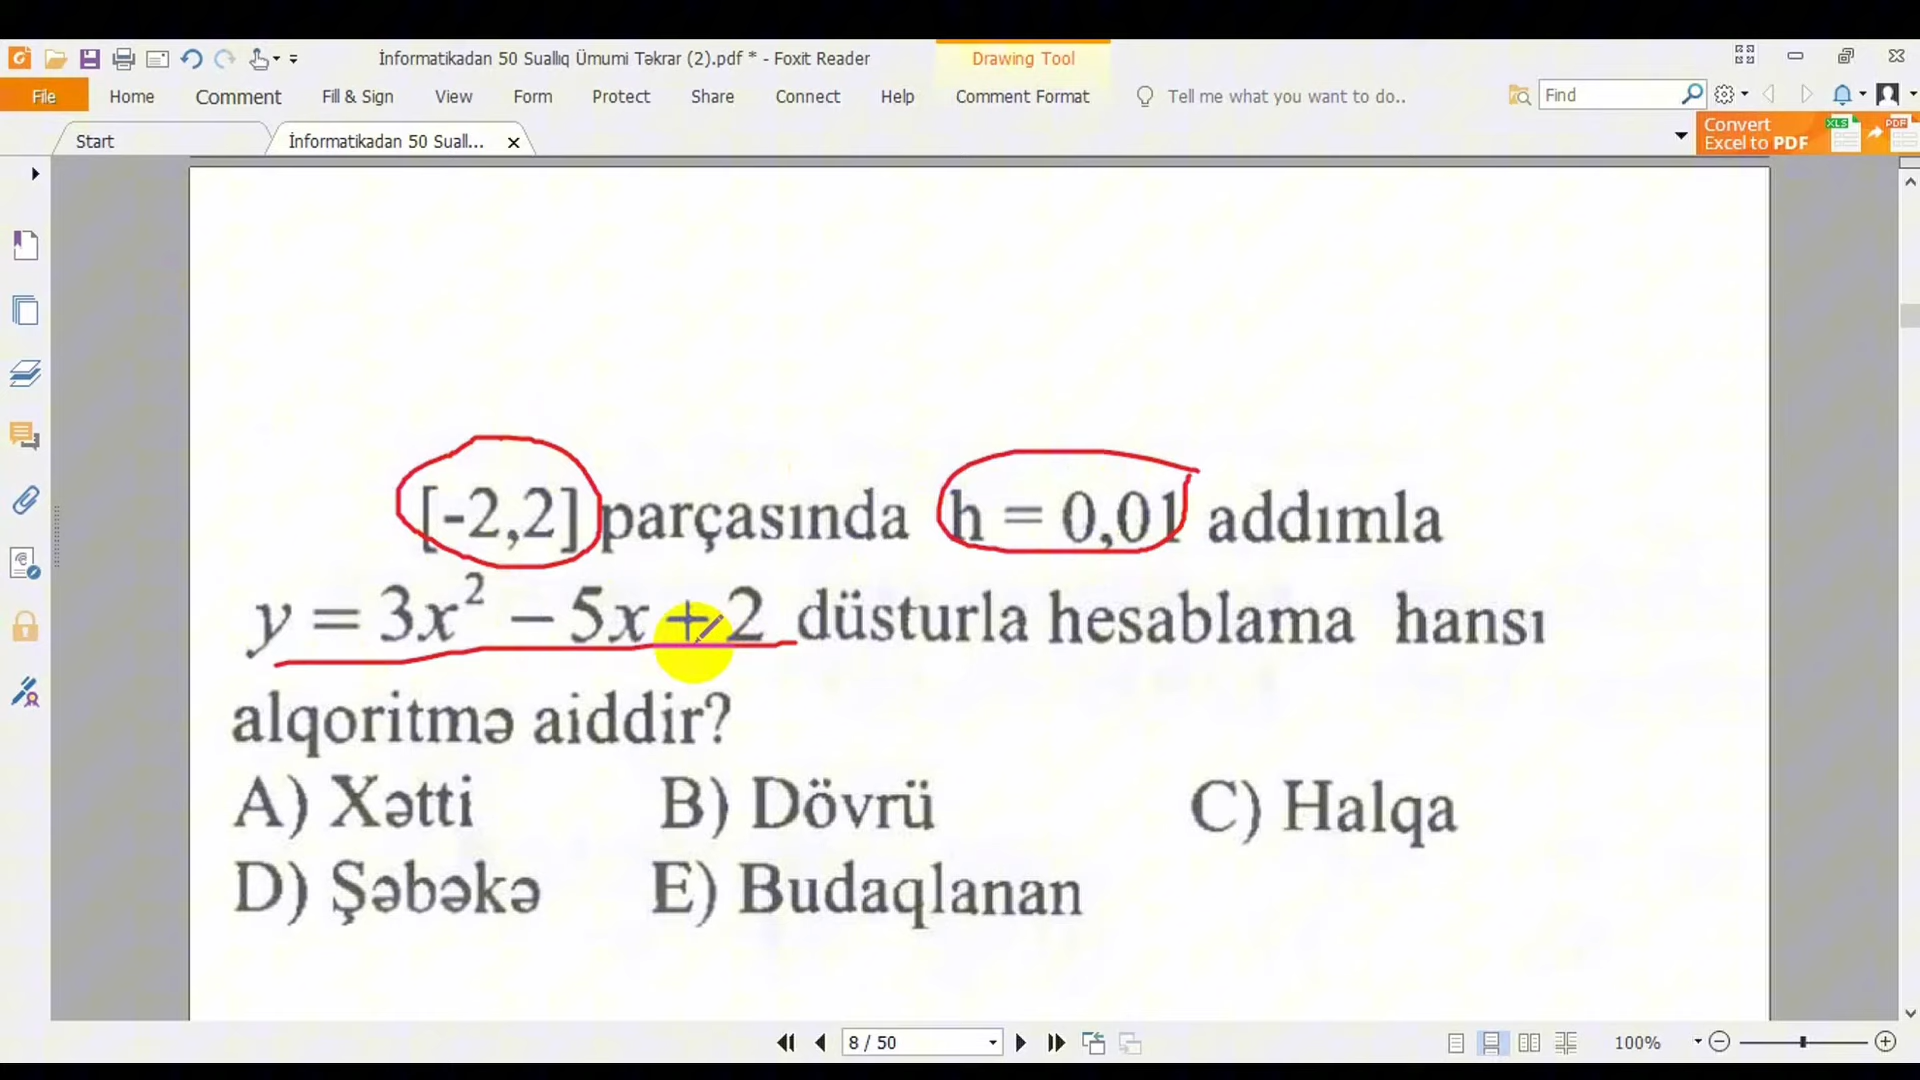 İnformatikadan 50 Suallıq Ümumi Təkrar (2).pdf * - Foxit Reader
Drawing Tool
File Home Comment Fill & Sign View Form Protect Share Connect Help Comment Format Tell me what you want to do.. Find
Start İnformatikadan 50 Suall...
Convert
Excel to PDF
XLS PDF
[-2,2] parçasında h = 0,01 addımla
y = 3x² − 5x + 2 düsturla hesablama hansı
alqoritmə aiddir?
A) Xətti B) Dövrü C) Halqa
D) Şəbəkə E) Budaqlanan
8 / 50 100%